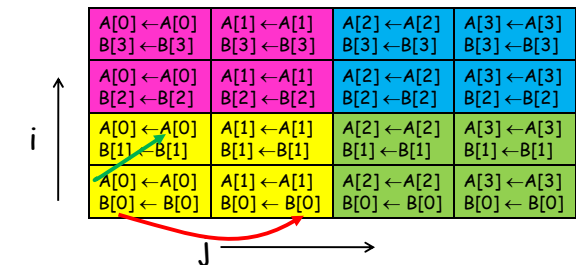 A[0] ←A[0] A[1] ←A[1] A[2] ←A[2] A[3] ←A[3]
B[3] ←B[3] B[3] ←B[3] B[3] ←B[3] B[3] ←B[3]
A[0] ←A[0] A[1] ←A[1] A[2] ←A[2] A[3] ←A[3]
B[2] ←B[2] B[2] ←B[2] B[2] ←B[2] B[2] ←B[2]
i
A[0] ←A[0] A[1] ←A[1] A[2] ←A[2] A[3] ←A[3]
B[1] ←B[1] B[1] ←B[1] B[1] ←B[1] B[1] ←B[1]
A[0] ←A[0] A[1] ←A[1] A[2] ←A[2] A[3] ←A[3]
B[0] ← B[0] B[0] ← B[0] B[0] ← B[0] B[0] ← B[0]
J